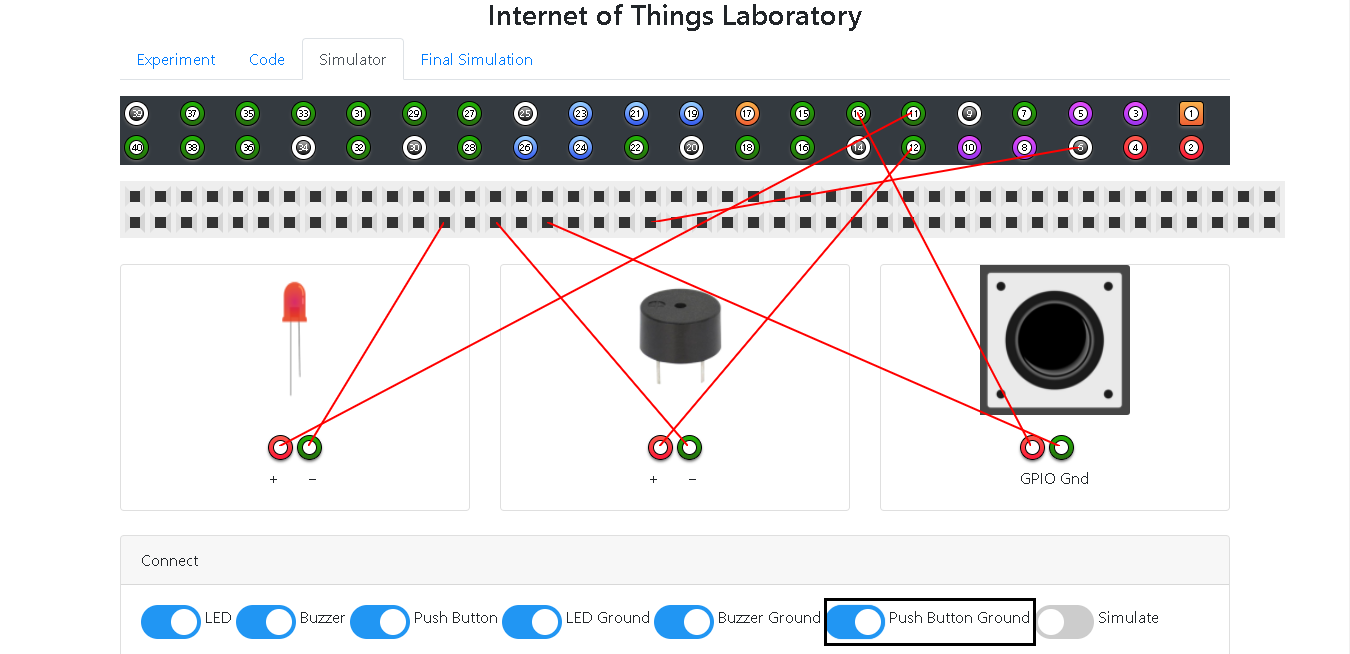 Internet of Things Laboratory
Experiment Code Simulator Final Simulation
39 37 35 33 31 29 27 25 23 21 19 17 15 13 11 9 7 5 3 1
40 38 36 34 32 30 28 26 24 22 20 18 16 14 12 10 8 6 4 2
+ − + − GPIO Gnd
Connect
LED Buzzer Push Button LED Ground Buzzer Ground Push Button Ground Simulate